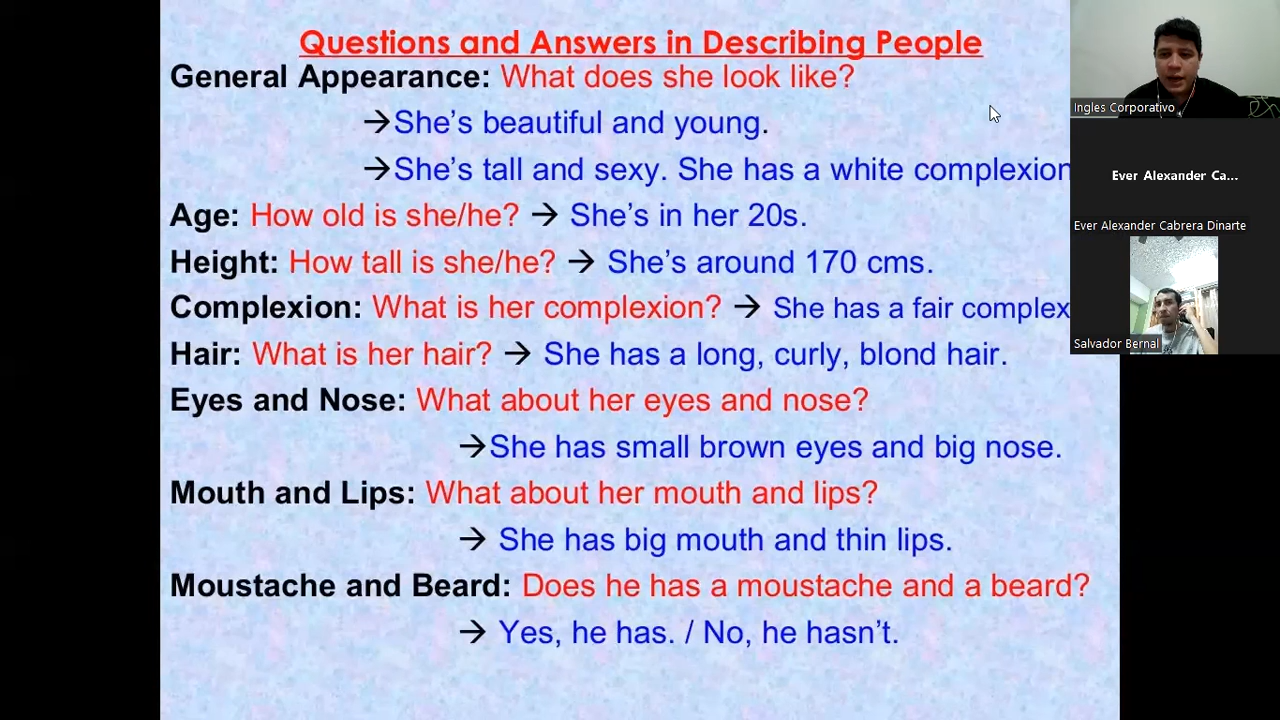 Questions and Answers in Describing People
General Appearance: What does she look like?
→She's beautiful and young.
→She's tall and sexy. She has a white complexion
Age: How old is she/he? → She's in her 20s.
Height: How tall is she/he? → She's around 170 cms.
Complexion: What is her complexion? → She has a fair complex
Hair: What is her hair? → She has a long, curly, blond hair.
Eyes and Nose: What about her eyes and nose?
→She has small brown eyes and big nose.
Mouth and Lips: What about her mouth and lips?
→ She has big mouth and thin lips.
Moustache and Beard: Does he has a moustache and a beard?
→ Yes, he has. / No, he hasn't.
Ingles Corporativo
Ever Alexander Ca...
Ever Alexander Cabrera Dinarte
Salvador Bernal